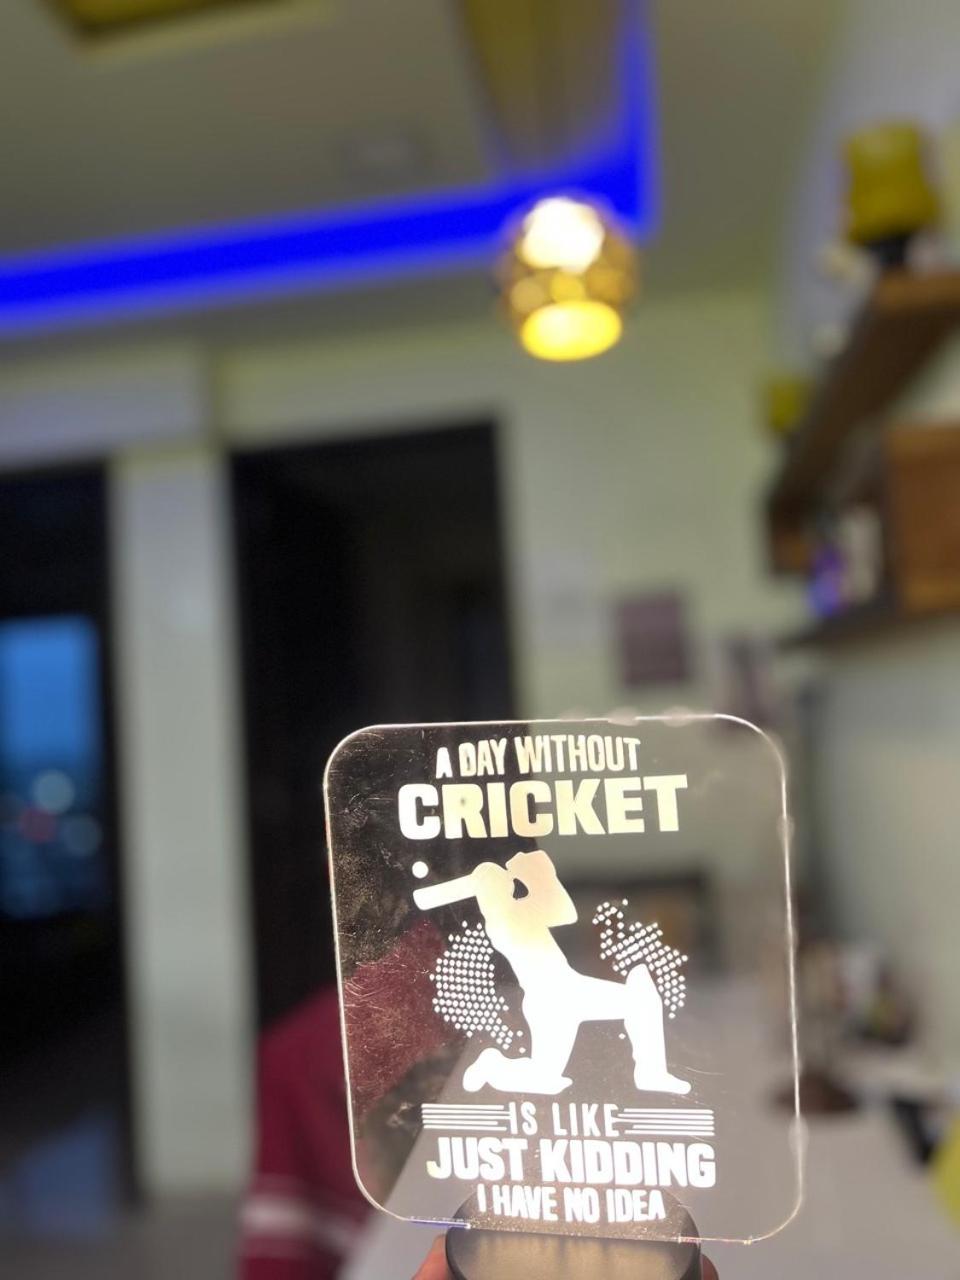 A DAY WITHOUT
CRICKET
IS LIKE
JUST KIDDING
I HAVE NO IDEA